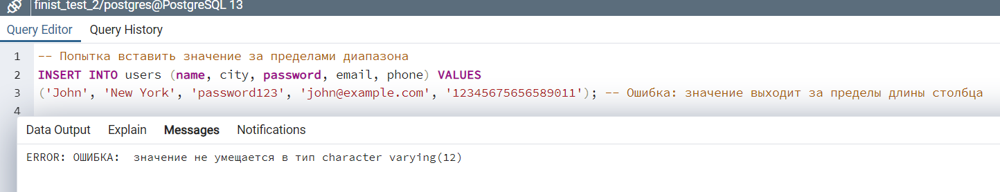 finist_test_2/postgres@PostgreSQL 13
Query Editor Query History
1 -- Попытка вставить значение за пределами диапазона
2 INSERT INTO users (name, city, password, email, phone) VALUES
3 ('John', 'New York', 'password123', 'john@example.com', '12345675656589011'); -- Ошибка: значение выходит за пределы длины столбца
4
Data Output Explain Messages Notifications
ERROR: ОШИБКА:  значение не умещается в тип character varying(12)